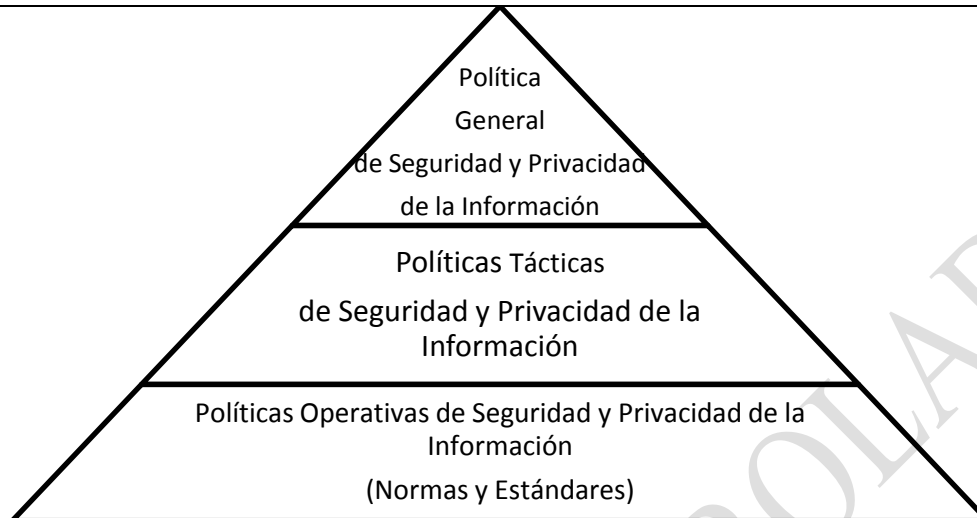 Política
General
de Seguridad y Privacidad
de la Información
Políticas Tácticas
de Seguridad y Privacidad de la
Información
Políticas Operativas de Seguridad y Privacidad de la
Información
(Normas y Estándares)